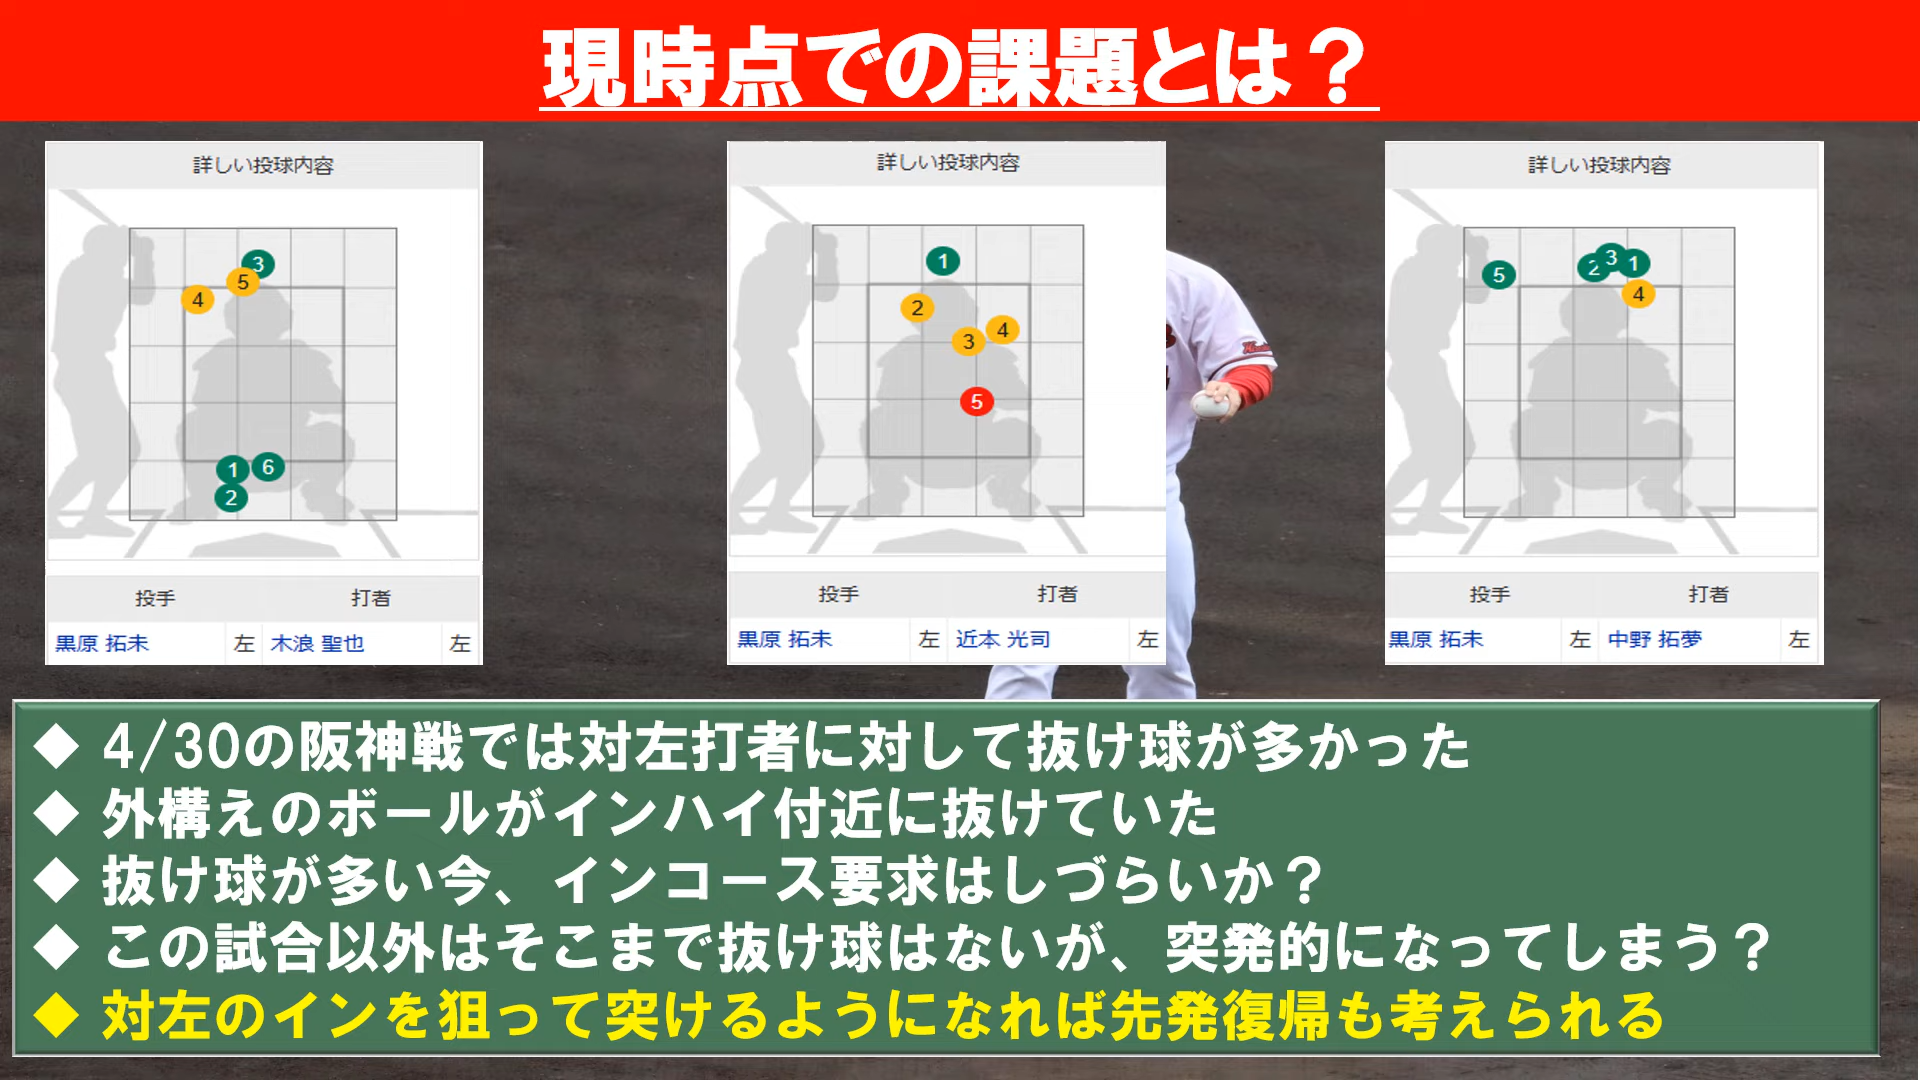 現時点での課題とは？
詳しい投球内容
3
5
4
1
6
2
投手 打者
黒原 拓未 左 木浪 聖也 左
詳しい投球内容
1
2
4
3
5
投手 打者
黒原 拓未 左 近本 光司 左
詳しい投球内容
5
2
3
1
4
投手 打者
黒原 拓未 左 中野 拓夢 左
◆ 4/30の阪神戦では対左打者に対して抜け球が多かった
◆ 外構えのボールがインハイ付近に抜けていた
◆ 抜け球が多い今、インコース要求はしづらいか？
◆ この試合以外はそこまで抜け球はないが、突発的になってしまう？
◆ 対左のインを狙って突けるようになれば先発復帰も考えられる